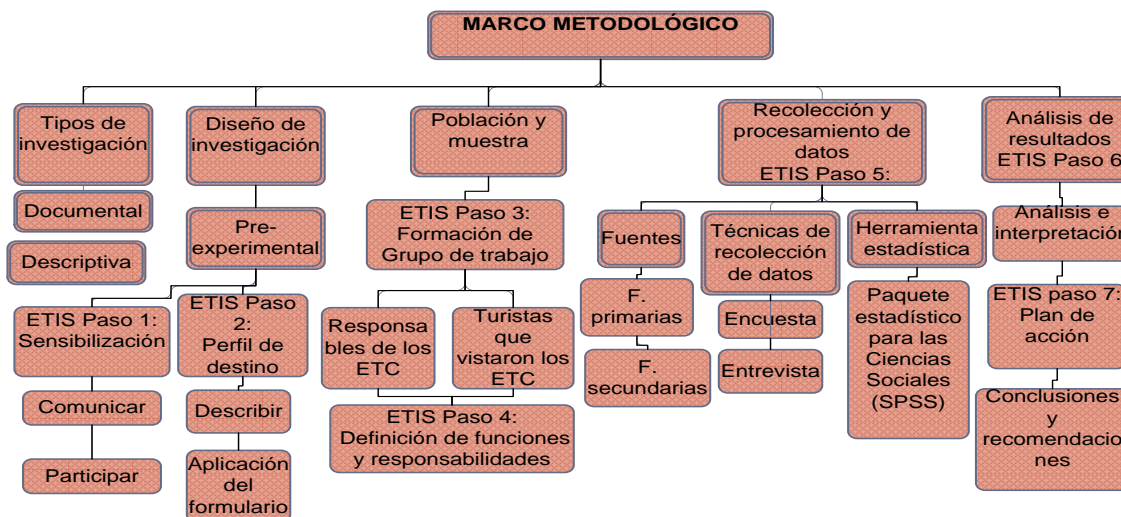 MARCO METODOLÓGICO
Tipos de
investigación
Documental
Descriptiva
Diseño de
investigación
Pre-
experimental
ETIS Paso 1:
Sensibilización
Comunicar
Participar
ETIS Paso
2:
Perfil de
destino
Describir
Aplicación
del
formulario
Población y
muestra
ETIS Paso 3:
Formación de
Grupo de trabajo
Responsa
bles de los
ETC
Turistas
que
vistaron los
ETC
ETIS Paso 4:
Definición de funciones
y responsabilidades
Recolección y
procesamiento de
datos
ETIS Paso 5:
Fuentes
F.
primarias
F.
secundarias
Técnicas de
recolección
de datos
Encuesta
Entrevista
Herramienta
estadística
Paquete
estadístico
para las
Ciencias
Sociales
(SPSS)
Análisis de
resultados
ETIS Paso 6
Análisis e
interpretación
ETIS paso 7:
Plan de
acción
Conclusiones
y
recomendacio
nes